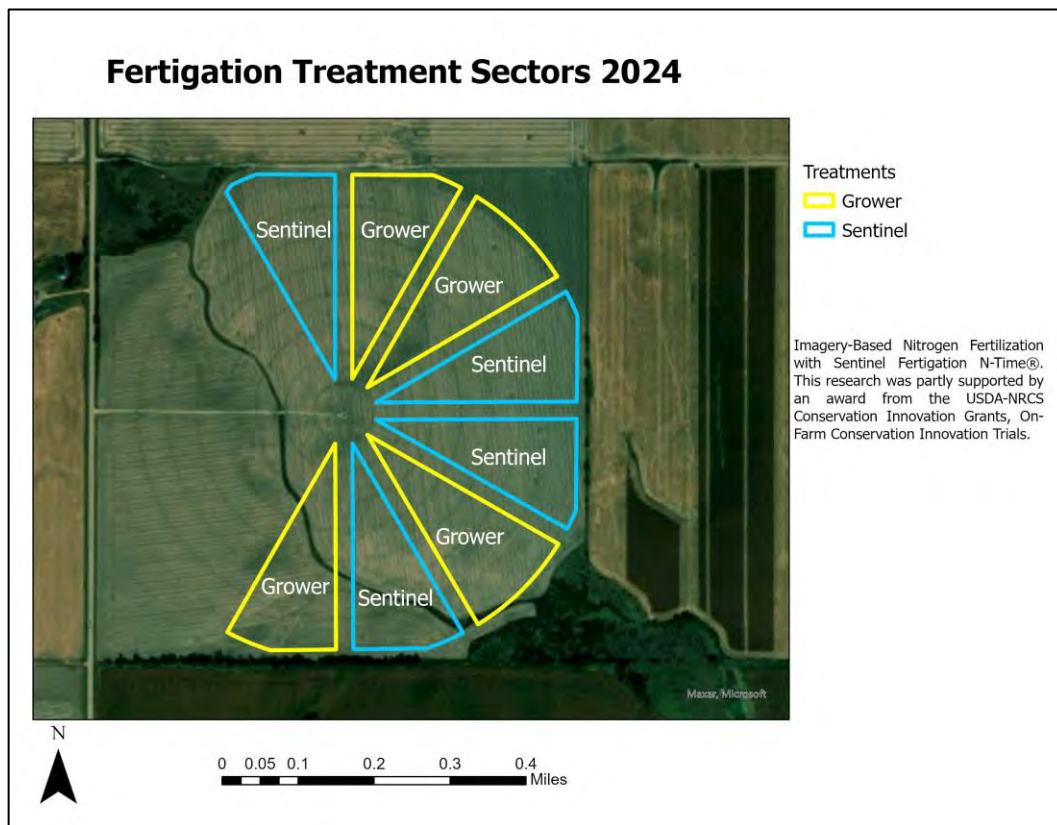 Fertigation Treatment Sectors 2024
Treatments
Grower
Sentinel
Sentinel
Grower
Grower
Sentinel
Sentinel
Grower
Grower
Sentinel
Imagery-Based Nitrogen Fertilization
with Sentinel Fertigation N-Time®.
This research was partly supported by
an award from the USDA-NRCS
Conservation Innovation Grants, On-
Farm Conservation Innovation Trials.
Maxar, Microsoft
N
0 0.05 0.1 0.2 0.3 0.4
Miles